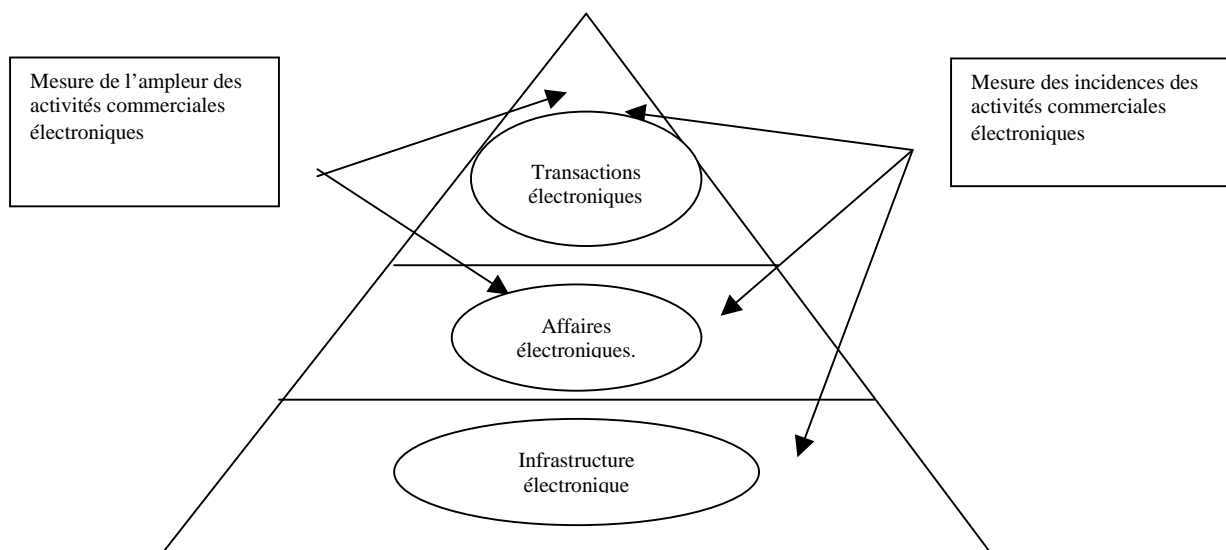 Mesure de l’ampleur des
activités commerciales
électroniques
Mesure des incidences des
activités commerciales
électroniques
Transactions
électroniques
Affaires
électroniques.
Infrastructure
électronique